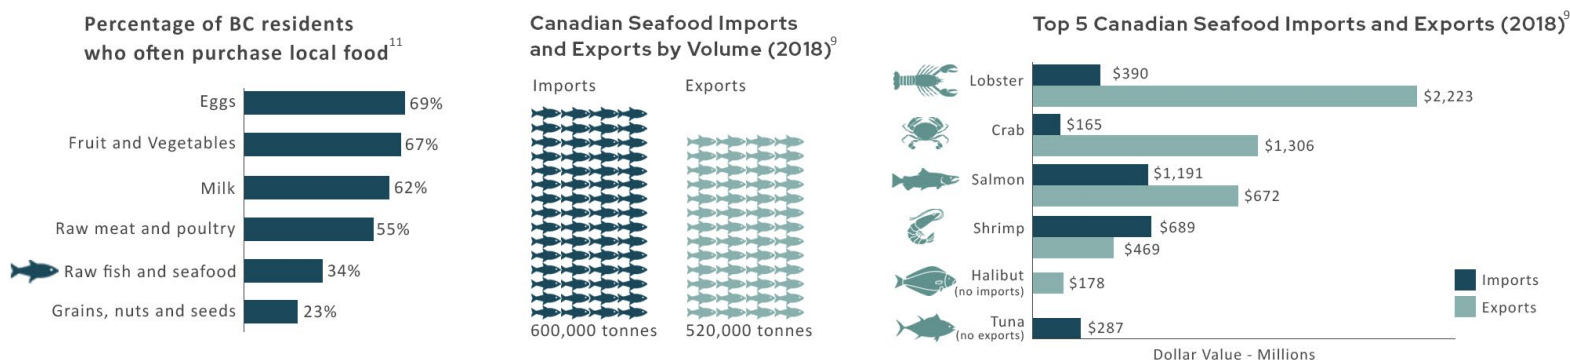 Percentage of BC residents
who often purchase local food11
Eggs
69%
Fruit and Vegetables
67%
Milk
62%
Raw meat and poultry
55%
Raw fish and seafood
34%
Grains, nuts and seeds
23%
Canadian Seafood Imports
and Exports by Volume (2018)9
Imports
Exports
600,000 tonnes
520,000 tonnes
Top 5 Canadian Seafood Imports and Exports (2018)9
Lobster
$390
$2,223
Crab
$165
$1,306
Salmon
$1,191
$672
Shrimp
$689
$469
Halibut
(no imports)
$178
Tuna
(no exports)
$287
Imports
Exports
Dollar Value - Millions